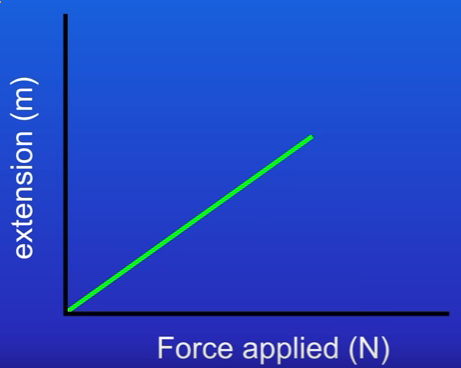 extension (m)
Force applied (N)